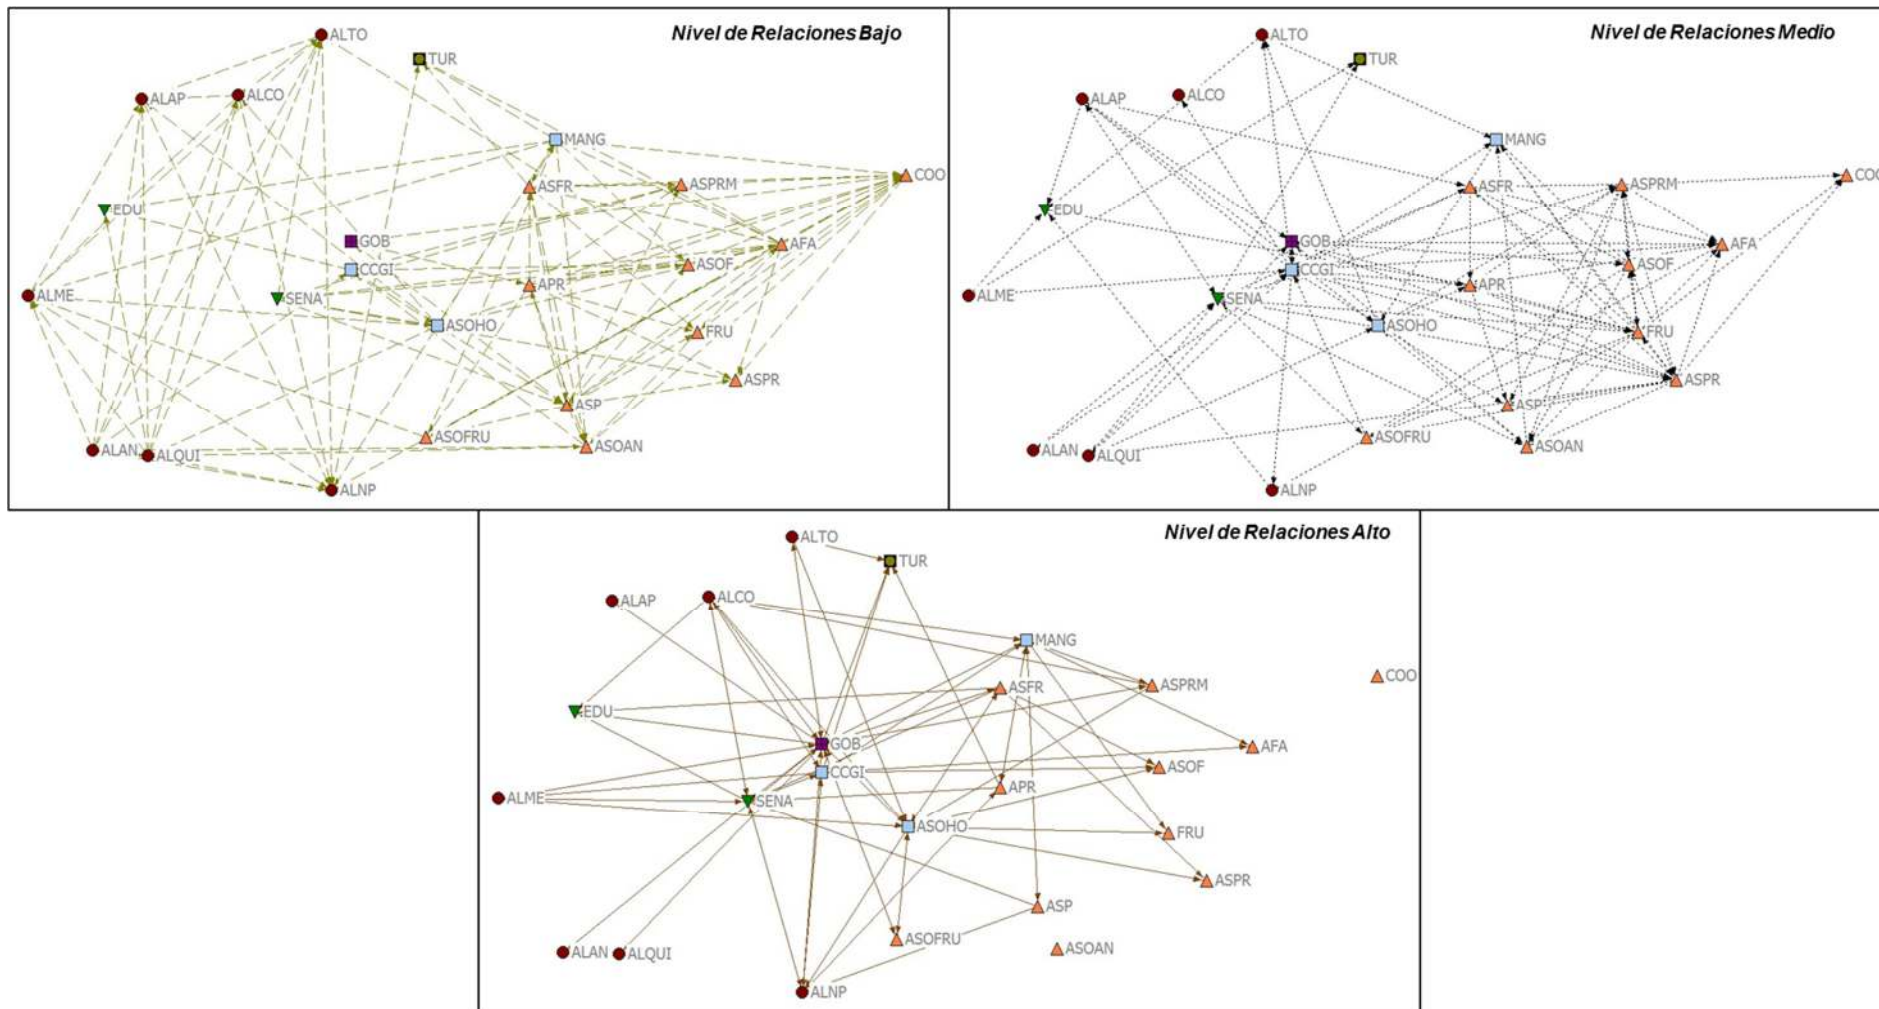 Nivel de Relaciones Bajo
ALTO
TUR
ALAP
ALCO
MANG
ASFR
ASPRM
COO
EDU
GOB
AFA
CCGI
ASOF
APR
ALME
SENA
ASOHO
FRU
ASPR
ASP
ASOFRU
ASOAN
ALAN
ALQUI
ALNP
Nivel de Relaciones Medio
ALTO
TUR
ALAP
ALCO
MANG
ASFR
ASPRM
COO
EDU
GOB
AFA
CCGI
ASOF
APR
ALME
SENA
ASOHO
FRU
ASPR
ASP
ASOFRU
ASOAN
ALAN
ALQUI
ALNP
Nivel de Relaciones Alto
ALTO
TUR
ALAP
ALCO
MANG
ASFR
ASPRM
COO
EDU
GOB
AFA
CCGI
ASOF
APR
ALME
SENA
ASOHO
FRU
ASPR
ASP
ASOFRU
ASOAN
ALAN
ALQUI
ALNP